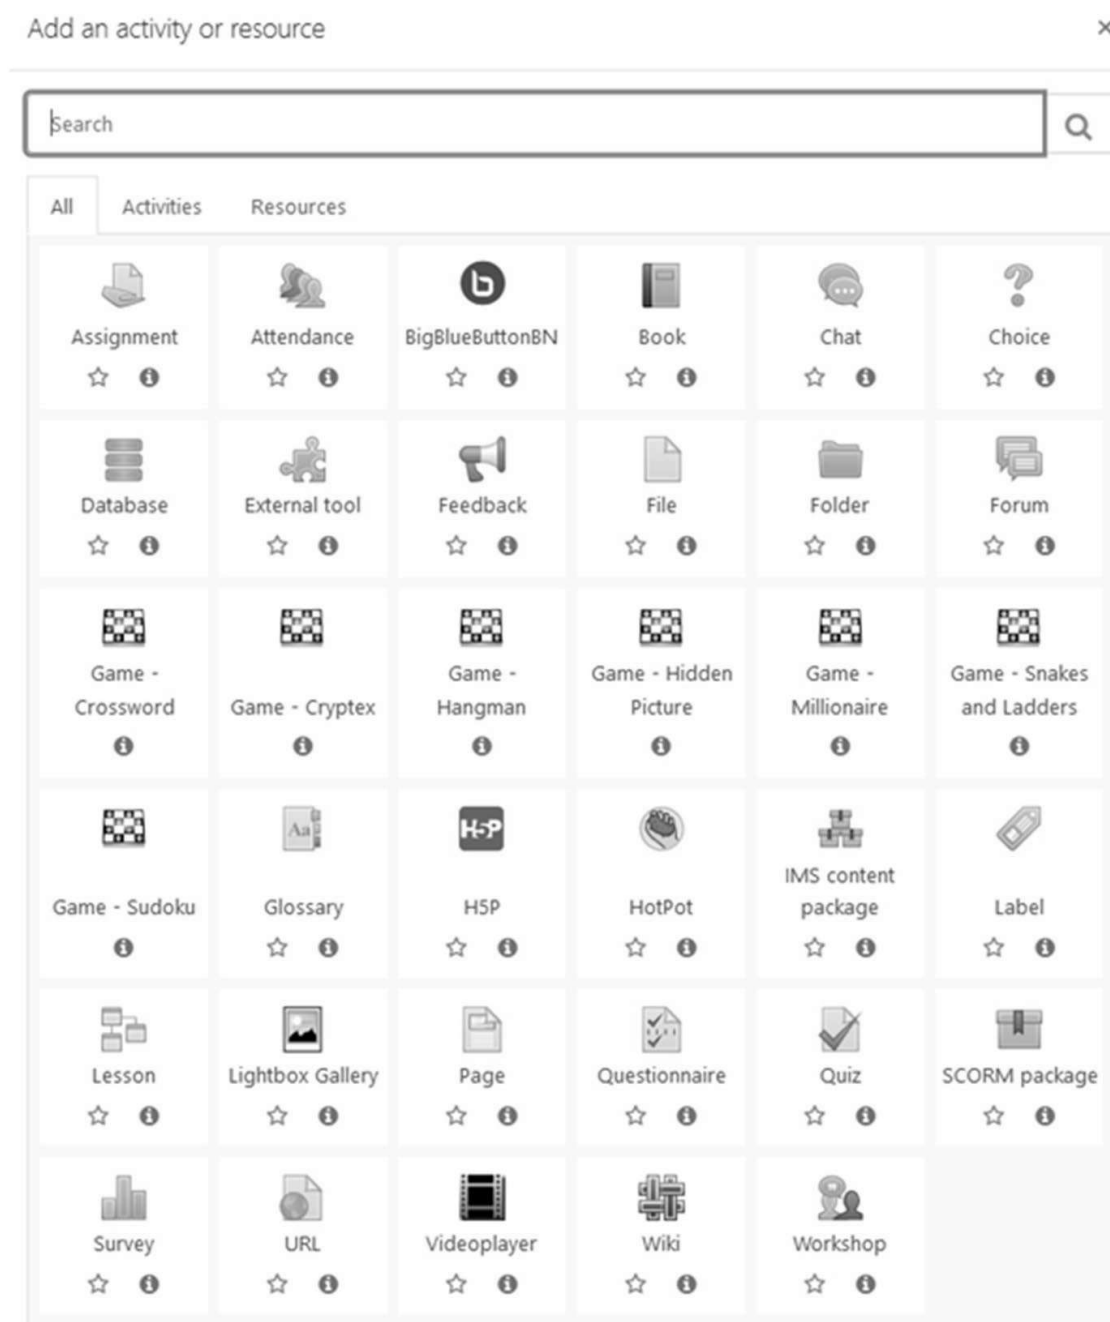 Add an activity or resource
×
Search
All Activities Resources
Assignment Attendance BigBlueButtonBN Book Chat Choice
Database External tool Feedback File Folder Forum
Game - Crossword
Game - Cryptex
Game - Hangman
Game - Hidden Picture
Game - Millionaire
Game - Snakes and Ladders
Game - Sudoku
Aa
Glossary
H5P
H5P
HotPot
IMS content package
Label
Lesson Lightbox Gallery Page Questionnaire Quiz SCORM package
Survey URL Videoplayer Wiki Workshop